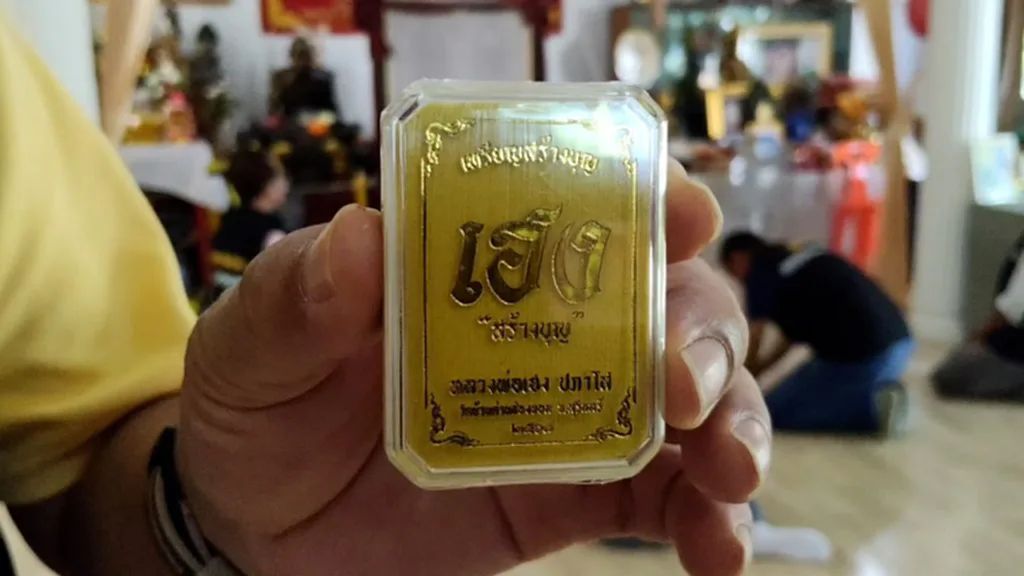 เหรียญสร้างบุญ
เฮง
"สร้างบุญ"
หลวงพ่อเฮง ปภาโส